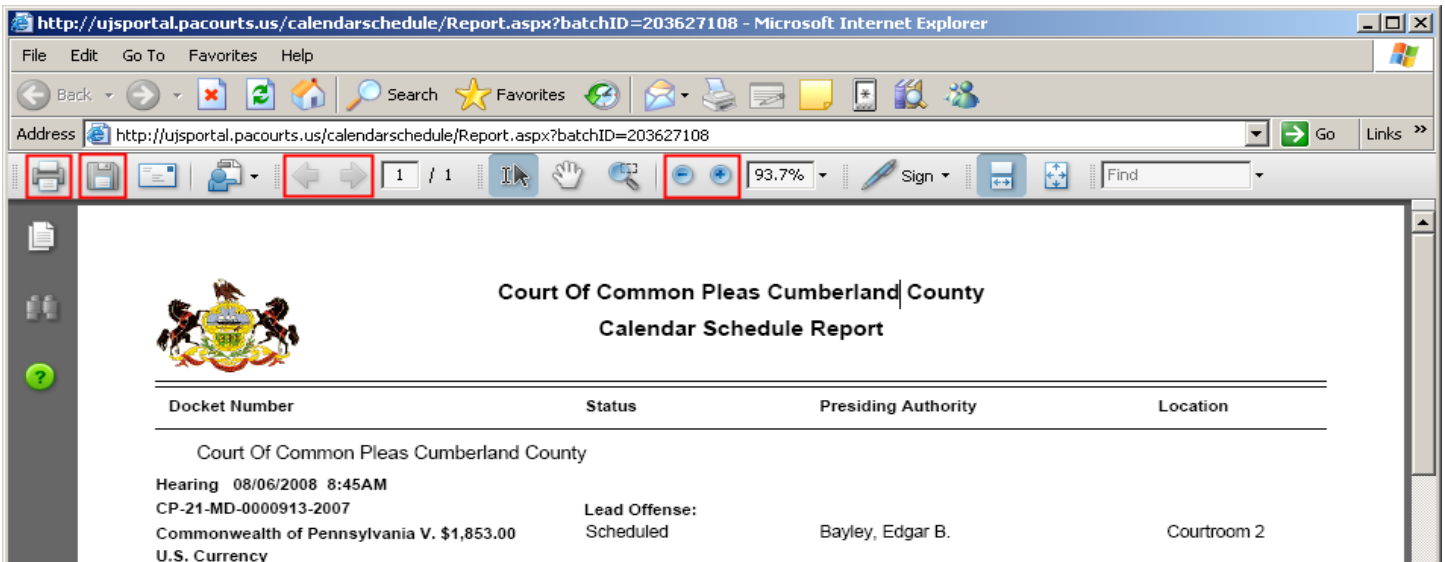 http://ujsportal.pacourts.us/calendarschedule/Report.aspx?batchID=203627108 - Microsoft Internet Explorer
File Edit Go To Favorites Help
Back Search Favorites
Address http://ujsportal.pacourts.us/calendarschedule/Report.aspx?batchID=203627108 Go Links »
1 / 1 93.7% Sign Find
Court Of Common Pleas Cumberland County
Calendar Schedule Report
Docket Number Status Presiding Authority Location
Court Of Common Pleas Cumberland County
Hearing 08/06/2008 8:45AM
CP-21-MD-0000913-2007 Lead Offense:
Commonwealth of Pennsylvania V. $1,853.00 Scheduled Bayley, Edgar B. Courtroom 2
U.S. Currency